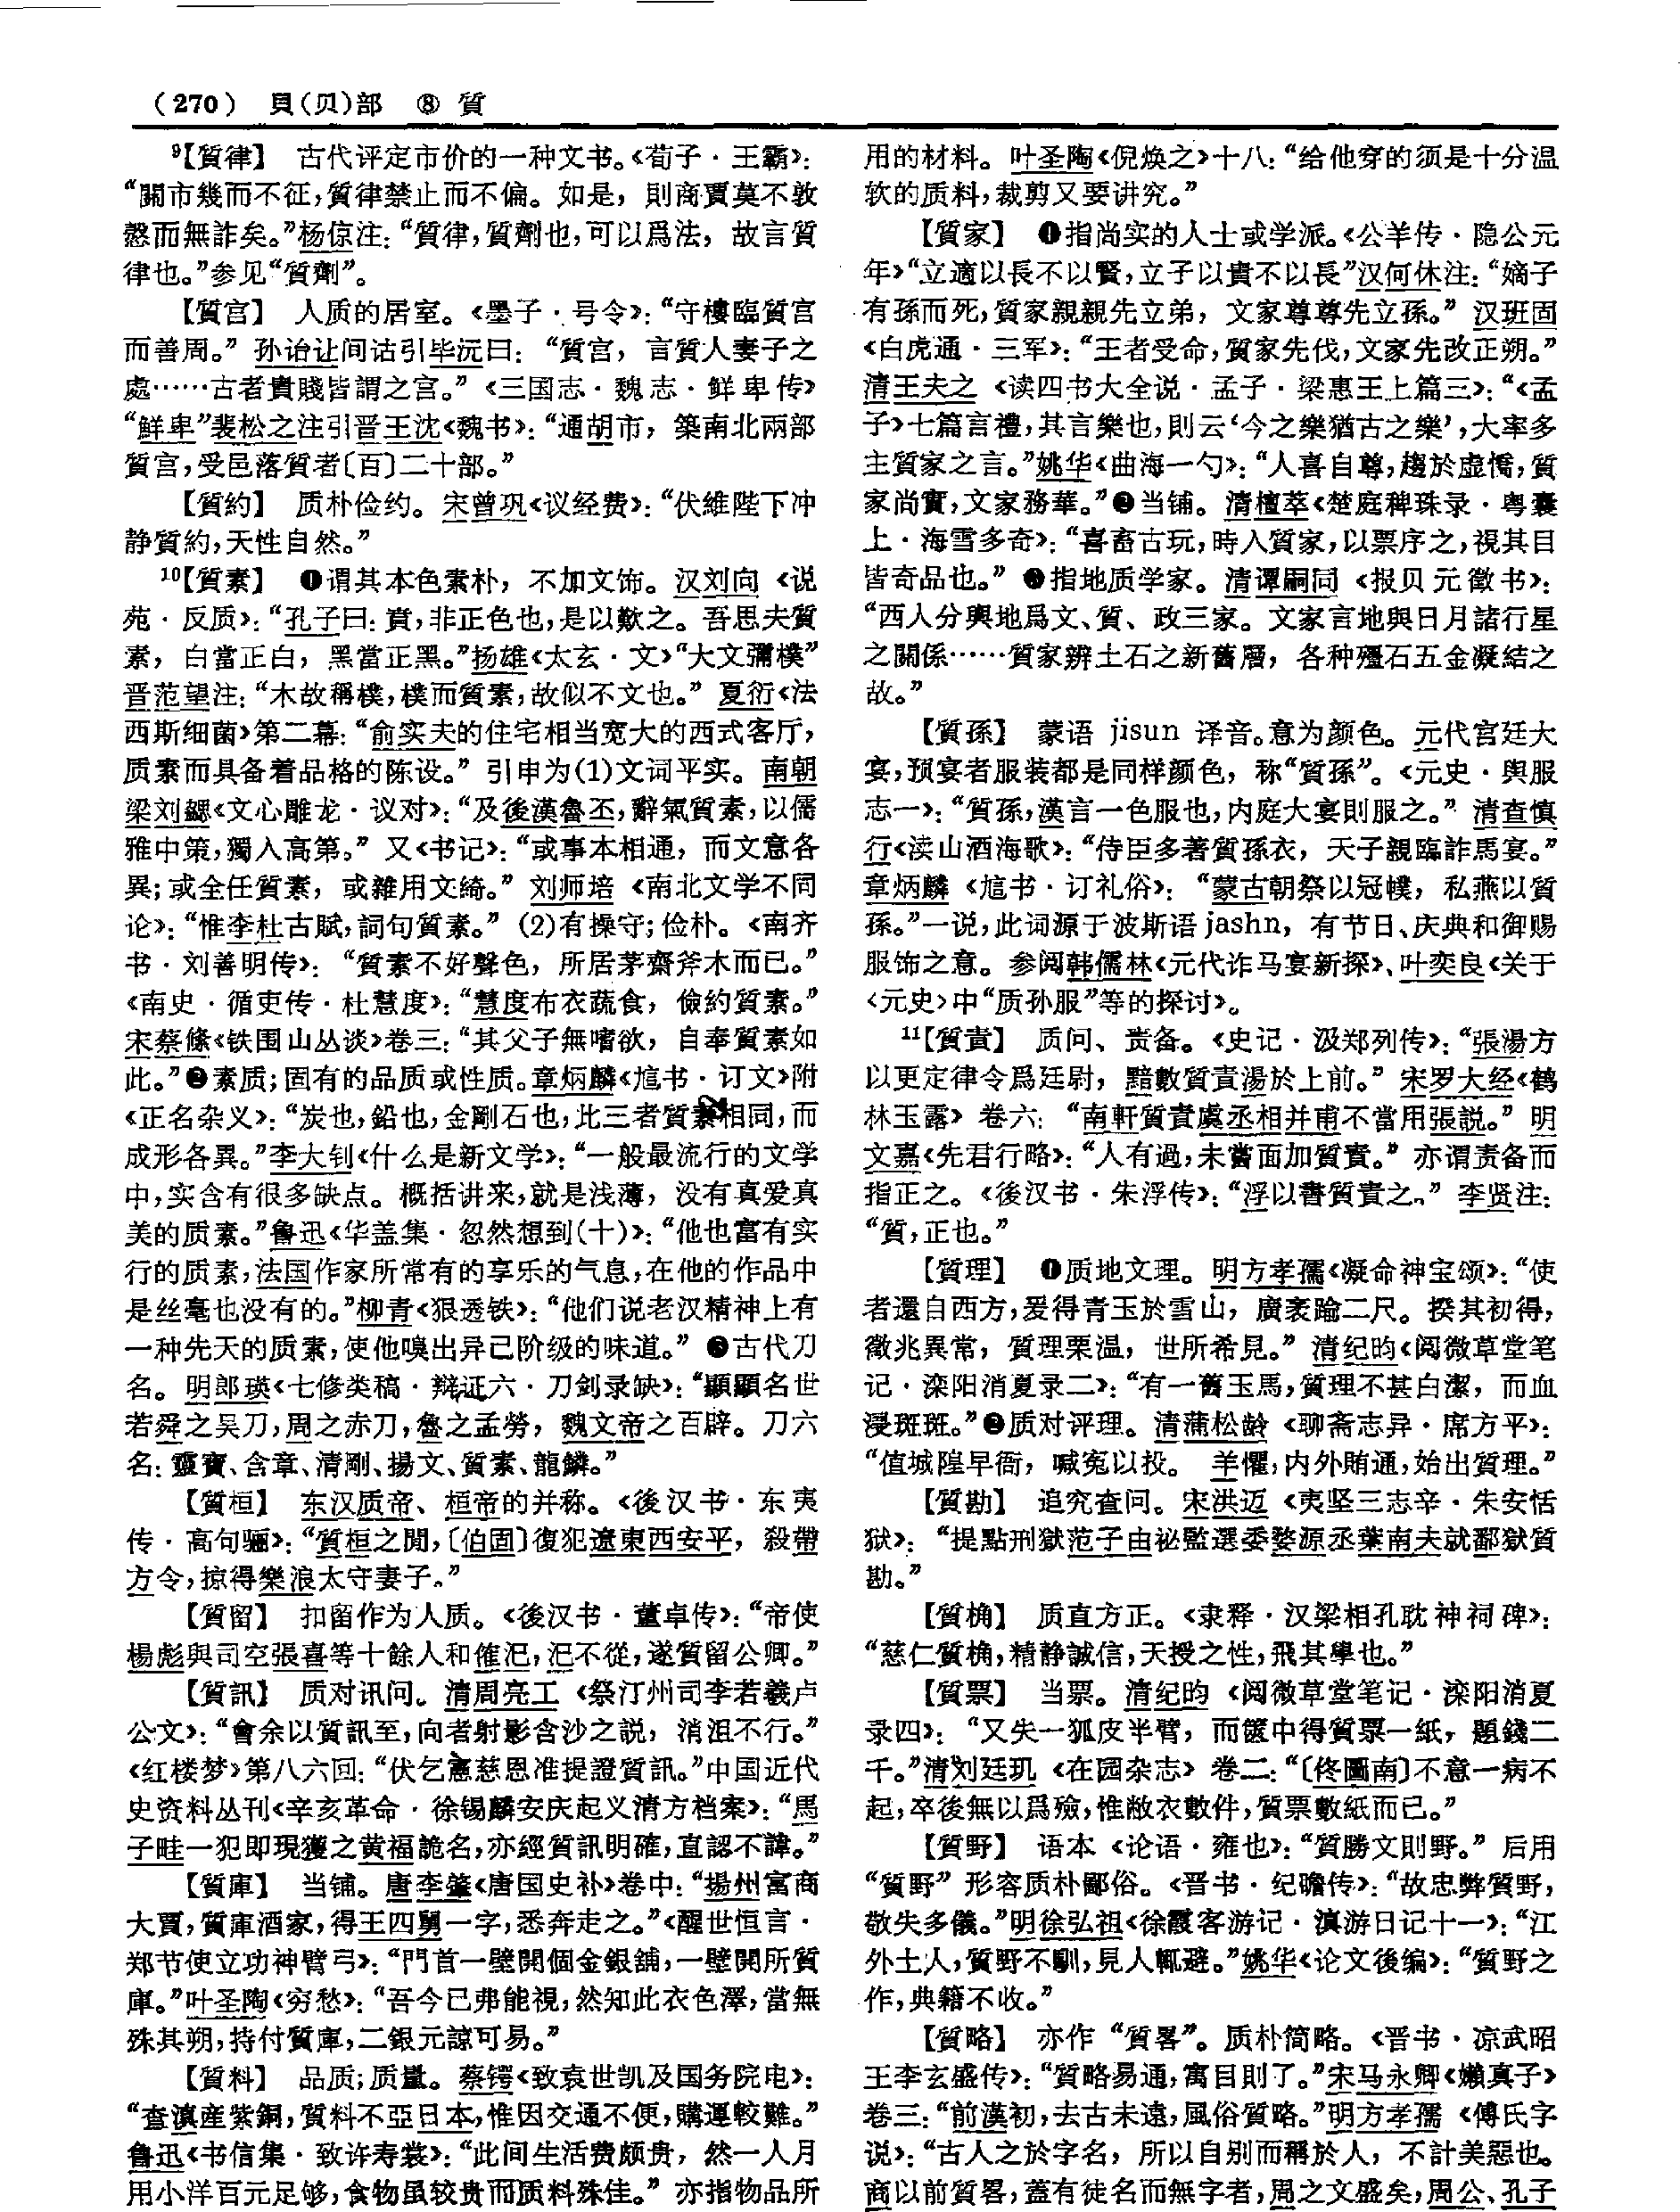 （270） 貝（贝）部 ⑧ 質
⁹【質律】 古代评定市价的一种文书。《荀子·王霸》：
“關市幾而不征，質律禁止而不偏。如是，則商賈莫不敦
慤而無詐矣。”杨倞注：“質律，質劑也，可以爲法，故言質
律也。”参见“質劑”。
【質宫】 人质的居室。《墨子·号令》：“守樓臨質宫
而善周。”孙诒让间诂引毕沅曰：“質宫，言質人妻子之
處……古者貴賤皆謂之宫。”《三国志·魏志·鲜卑传》
“鮮卑”裴松之注引晋王沈《魏书》：“通胡市，築南北兩部
質宫，受邑落質者〔百〕二十部。”
【質約】 质朴俭约。宋曾巩《议经费》：“伏維陛下冲
静質約，天性自然。”
¹⁰【質素】 ❶谓其本色素朴，不加文饰。汉刘向《说
苑·反质》：“孔子曰：賁，非正色也，是以歎之。吾思夫質
素，白當正白，黑當正黑。”扬雄《太玄·文》“大文彌樸”
晋范望注：“木故稱樸，樸而質素，故似不文也。”夏衍《法
西斯细菌》第二幕：“俞实夫的住宅相当宽大的西式客厅，
质素而具备着品格的陈设。”引申为(1)文词平实。南朝
梁刘勰《文心雕龙·议对》：“及後漢魯丕，辭氣質素，以儒
雅中策，獨入高第。”又《书记》：“或事本相通，而文意各
異；或全任質素，或雜用文绮。”刘师培《南北文学不同
论》：“惟李杜古賦，詞句質素。”(2)有操守；俭朴。《南齐
书·刘善明传》：“質素不好聲色，所居茅齋斧木而已。”
《南史·循吏传·杜慧度》：“慧度布衣蔬食，儉約質素。”
宋蔡絛《铁围山丛谈》卷三：“其父子無嗜欲，自奉質素如
此。”❷素质；固有的品质或性质。章炳麟《訄书·订文》附
《正名杂义》：“炭也，鉛也，金剛石也，此三者質素相同，而
成形各異。”李大钊《什么是新文学》：“一般最流行的文学
中，实含有很多缺点。概括讲来，就是浅薄，没有真爱真
美的质素。”鲁迅《华盖集·忽然想到（十）》：“他也富有实
行的质素，法国作家所常有的享乐的气息，在他的作品中
是丝毫也没有的。”柳青《狠透铁》：“他们说老汉精神上有
一种先天的质素，使他嗅出异己阶级的味道。”❸古代刀
名。明郎瑛《七修类稿·辩证六·刀剑录缺》：“顯顯名世
若舜之吴刀，周之赤刀，魯之孟勞，魏文帝之百辟。刀六
名：靈寶、含章、清剛、揚文、質素、龍鱗。”
【質桓】 东汉质帝、桓帝的并称。《後汉书·东夷
传·高句骊》：“質桓之閒，〔伯固〕復犯遼東西安平，殺帶
方令，掠得樂浪太守妻子。”
【質留】 扣留作为人质。《後汉书·董卓传》：“帝使
楊彪與司空張喜等十餘人和傕汜，汜不從，遂質留公卿。”
【質訊】 质对讯问。清周亮工《祭汀州司李若羲卢
公文》：“會余以質訊至，向者射影含沙之説，消沮不行。”
《红楼梦》第八六回：“伏乞憲慈恩准提證質訊。”中国近代
史资料丛刊《辛亥革命·徐锡麟安庆起义清方档案》：“馬
子畦一犯即現獲之黄福詭名，亦經質訊明確，直認不諱。”
【質庫】 当铺。唐李肇《唐国史补》卷中：“揚州富商
大賈，質庫酒家，得王四舅一字，悉奔走之。”《醒世恒言·
郑节使立功神臂弓》：“門首一壁開個金銀鋪，一壁開所質
庫。”叶圣陶《穷愁》：“吾今已弗能視，然知此衣色澤，當無
殊其朔，持付質庫，二銀元諒可易。”
【質料】 品质；质量。蔡锷《致袁世凯及国务院电》：
“查滇産紫銅，質料不亞日本，惟因交通不便，購運較難。”
鲁迅《书信集·致许寿裳》：“此间生活费颇贵，然一人月
用小洋百元足够，食物虽较贵而质料殊佳。”亦指物品所
用的材料。叶圣陶《倪焕之》十八：“给他穿的须是十分温
软的质料，裁剪又要讲究。”
【質家】 ❶指尚实的人士或学派。《公羊传·隐公元
年》“立適以長不以賢，立子以貴不以長”汉何休注：“嫡子
有孫而死，質家親親先立弟，文家尊尊先立孫。”汉班固
《白虎通·三军》：“王者受命，質家先伐，文家先改正朔。”
清王夫之《读四书大全说·孟子·梁惠王上篇三》：“《孟
子》七篇言禮，其言樂也，則云‘今之樂猶古之樂’，大率多
主質家之言。”姚华《曲海一勺》：“人喜自尊，趨於虚憍，質
家尚實，文家務華。”❷当铺。清檀萃《楚庭稗珠录·粤囊
上·海雪多奇》：“喜畜古玩，時入質家，以票序之，視其目
皆奇品也。”❸指地质学家。清谭嗣同《报贝元徵书》：
“西人分輿地爲文、質、政三家。文家言地與日月諸行星
之關係……質家辨土石之新舊層，各种殭石五金凝結之
故。”
【質孫】 蒙语 jisun 译音。意为颜色。元代宫廷大
宴，预宴者服装都是同样颜色，称“質孫”。《元史·舆服
志一》：“質孫，漢言一色服也，内庭大宴則服之。”清查慎
行《渎山酒海歌》：“侍臣多著質孫衣，天子親臨詐馬宴。”
章炳麟《訄书·订礼俗》：“蒙古朝祭以冠幞，私燕以質
孫。”一说，此词源于波斯语 jashn，有节日、庆典和御赐
服饰之意。参阅韩儒林《元代诈马宴新探》、叶奕良《关于
〈元史〉中“质孙服”等的探讨》。
¹¹【質責】 质问、责备。《史记·汲郑列传》：“張湯方
以更定律令爲廷尉，黯數質責湯於上前。”宋罗大经《鹤
林玉露》卷六：“南軒質責虞丞相并甫不當用張説。”明
文嘉《先君行略》：“人有過，未嘗面加質責。”亦谓责备而
指正之。《後汉书·朱浮传》：“浮以書質責之。”李贤注：
“質，正也。”
【質理】 ❶质地文理。明方孝孺《凝命神宝颂》：“使
者還自西方，爰得青玉於雪山，廣袤踰二尺。揆其初得，
徵兆異常，質理栗温，世所希見。”清纪昀《阅微草堂笔
记·滦阳消夏录二》：“有一舊玉馬，質理不甚白潔，而血
浸斑斑。”❷质对评理。清蒲松龄《聊斋志异·席方平》：
“值城隍早衙，喊冤以投。羊懼，内外賄通，始出質理。”
【質勘】 追究查问。宋洪迈《夷坚三志辛·朱安恬
狱》：“提點刑獄范子由祕監選委婺源丞葉南夫就鄱獄質
勘。”
【質桷】 质直方正。《隶释·汉梁相孔耽神祠碑》：
“慈仁質桷，精静誠信，天授之性，飛其學也。”
【質票】 当票。清纪昀《阅微草堂笔记·滦阳消夏
录四》：“又失一狐皮半臂，而篋中得質票一紙，題錢二
千。”清刘廷玑《在园杂志》卷二：“〔佟圖南〕不意一病不
起，卒後無以爲殮，惟敝衣數件，質票數紙而已。”
【質野】 语本《论语·雍也》：“質勝文則野。”后用
“質野”形容质朴鄙俗。《晋书·纪瞻传》：“故忠弊質野，
敬失多儀。”明徐弘祖《徐霞客游记·滇游日记十一》：“江
外土人，質野不馴，見人輒避。”姚华《论文後编》：“質野之
作，典籍不收。”
【質略】 亦作“質畧”。质朴简略。《晋书·凉武昭
王李玄盛传》：“質略易通，寓目則了。”宋马永卿《嬾真子》
卷三：“前漢初，去古未遠，風俗質略。”明方孝孺《傅氏字
说》：“古人之於字名，所以自别而稱於人，不計美惡也。
商以前質畧，蓋有徒名而無字者，周之文盛矣，周公、孔子